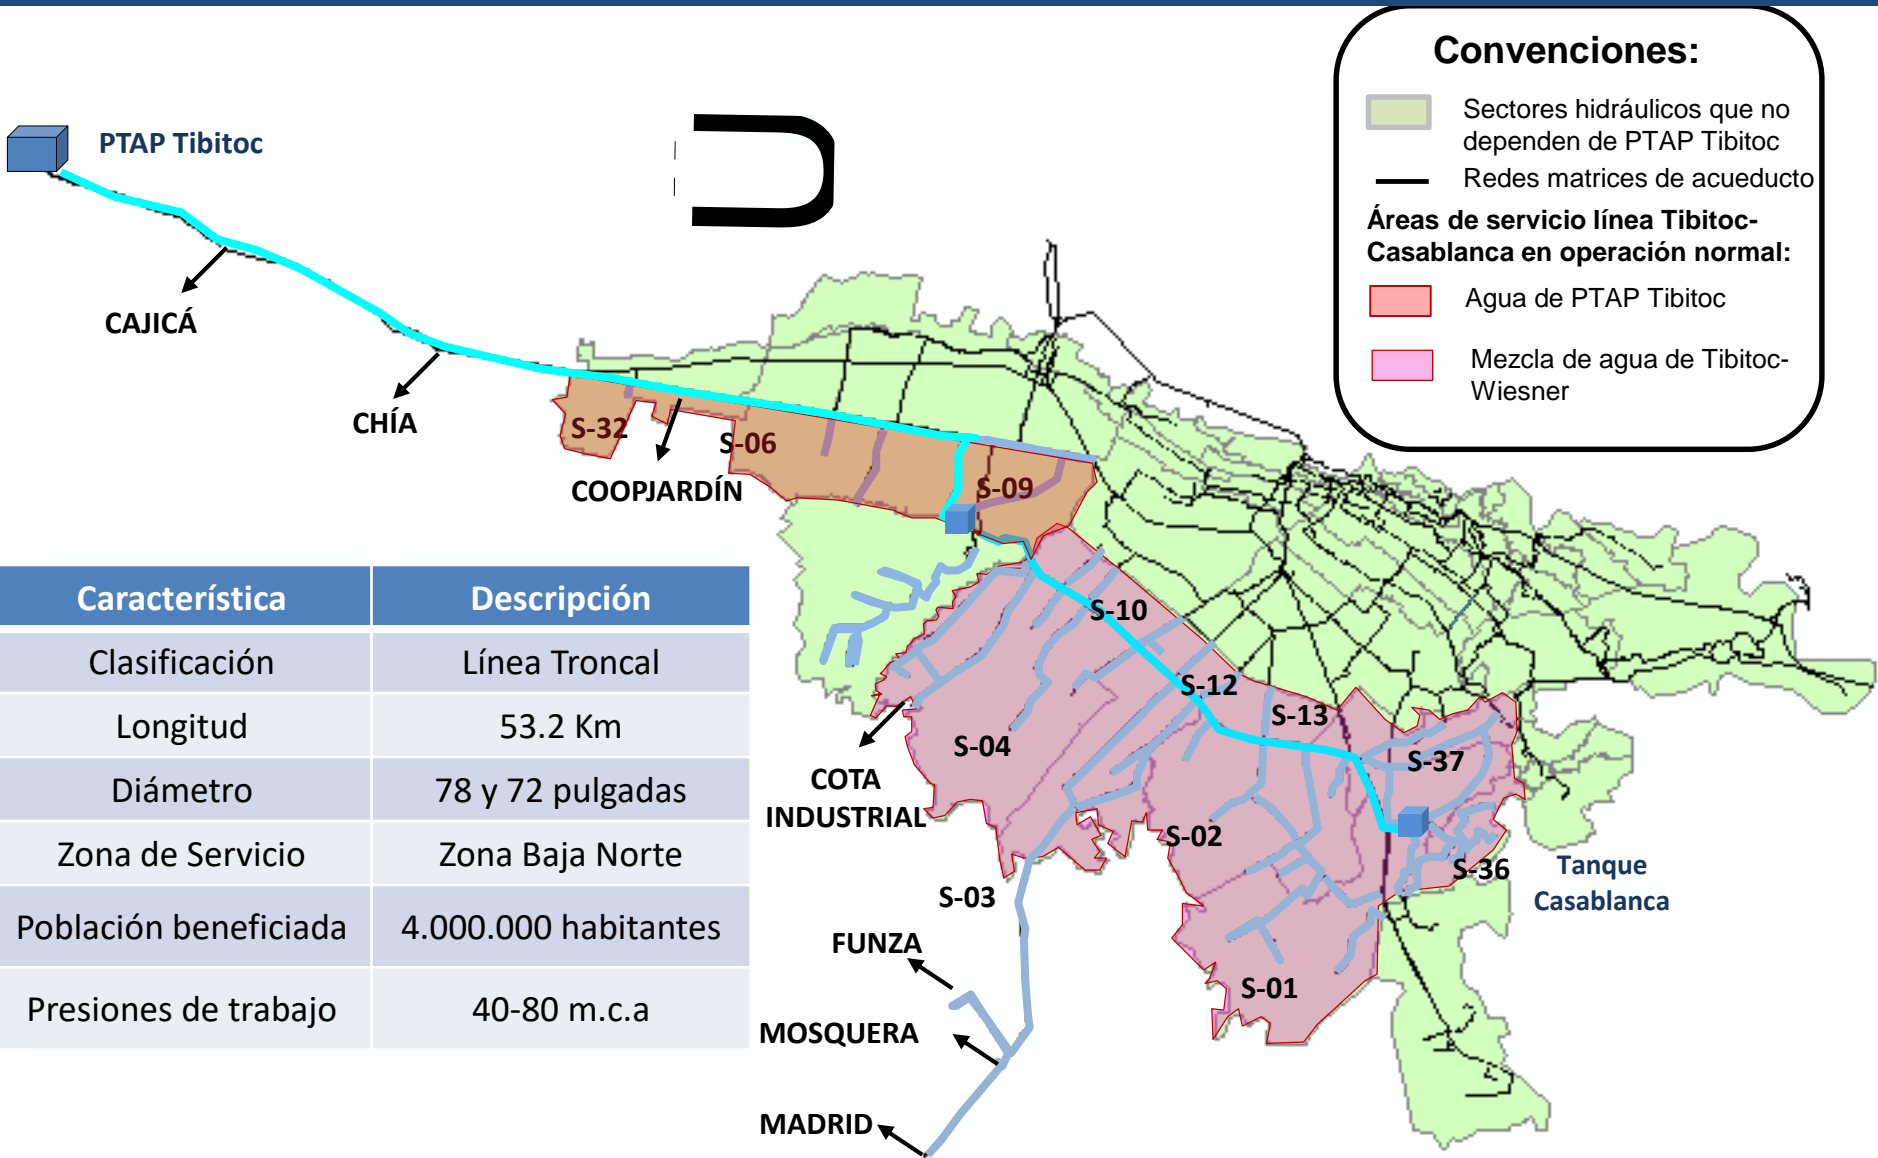 Convenciones:
Sectores hidráulicos que no
dependen de PTAP Tibitoc
Redes matrices de acueducto
Áreas de servicio línea Tibitoc-
Casablanca en operación normal:
Agua de PTAP Tibitoc
Mezcla de agua de Tibitoc-
Wiesner
PTAP Tibitoc
CAJICÁ
CHÍA
S-32
S-06
COOPJARDÍN
S-09
S-10
S-12
S-13
S-04
S-37
COTA
INDUSTRIAL
S-02
S-36
Tanque
Casablanca
S-03
FUNZA
S-01
MOSQUERA
MADRID
Característica Descripción
Clasificación Línea Troncal
Longitud 53.2 Km
Diámetro 78 y 72 pulgadas
Zona de Servicio Zona Baja Norte
Población beneficiada 4.000.000 habitantes
Presiones de trabajo 40-80 m.c.a